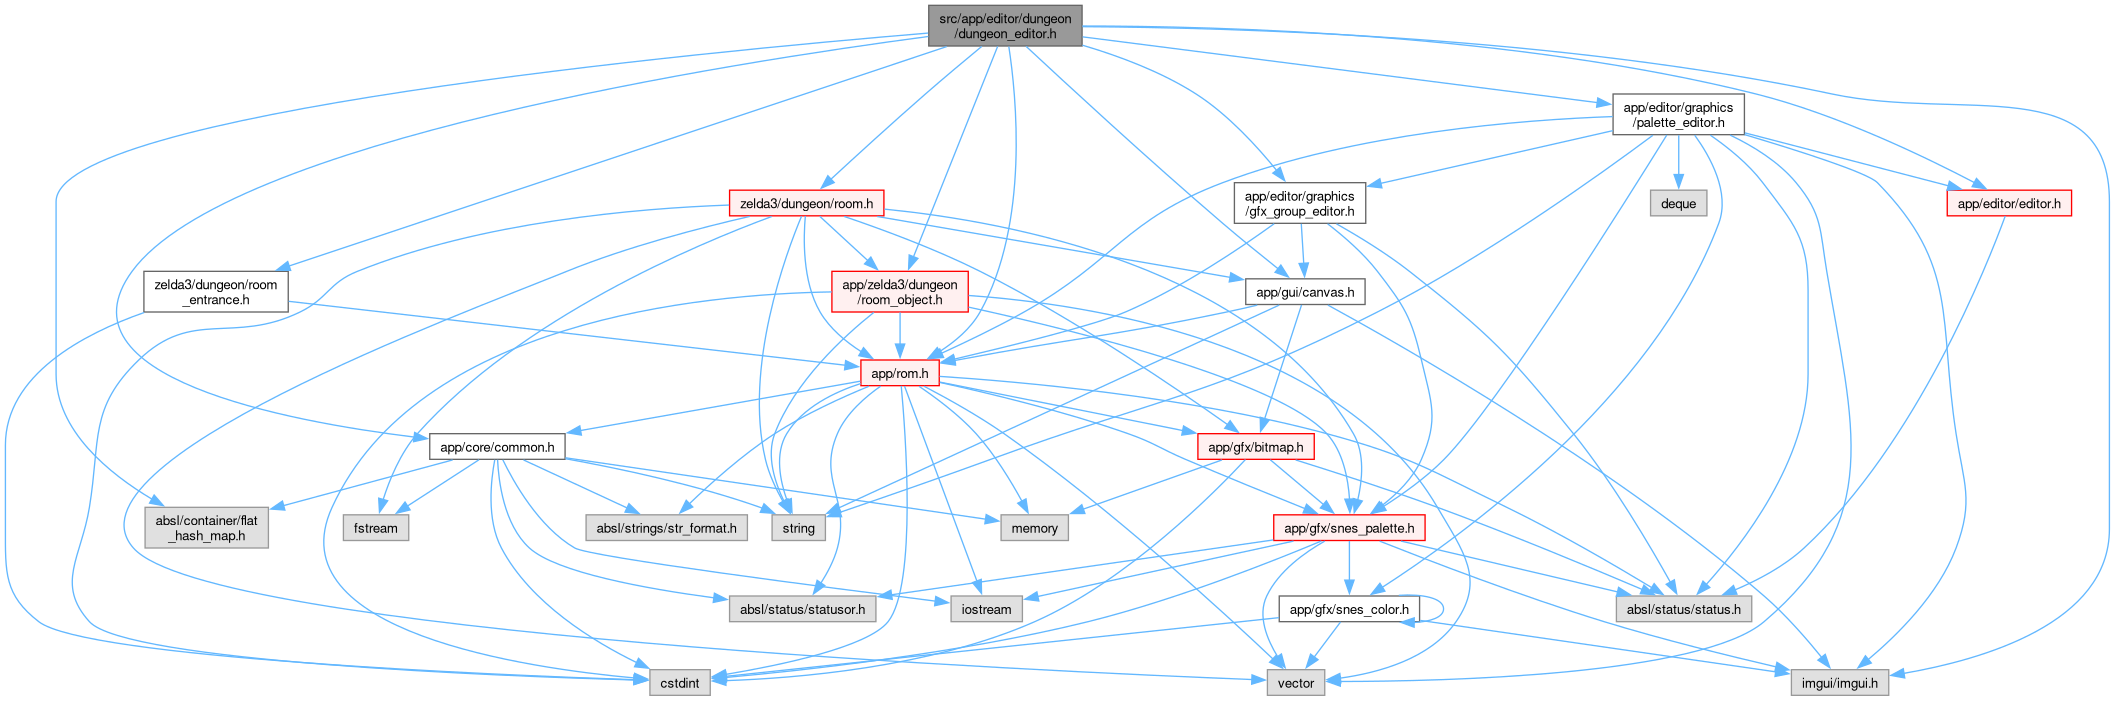 src/app/editor/dungeon
/dungeon_editor.h
app/editor/graphics
/palette_editor.h
zelda3/dungeon/room.h
app/editor/graphics
/gfx_group_editor.h
deque
app/editor/editor.h
zelda3/dungeon/room
_entrance.h
app/zelda3/dungeon
/room_object.h
app/gui/canvas.h
app/rom.h
app/core/common.h
app/gfx/bitmap.h
absl/container/flat
_hash_map.h
fstream
absl/strings/str_format.h
string
memory
app/gfx/snes_palette.h
absl/status/statusor.h
iostream
app/gfx/snes_color.h
absl/status/status.h
cstdint
vector
imgui/imgui.h